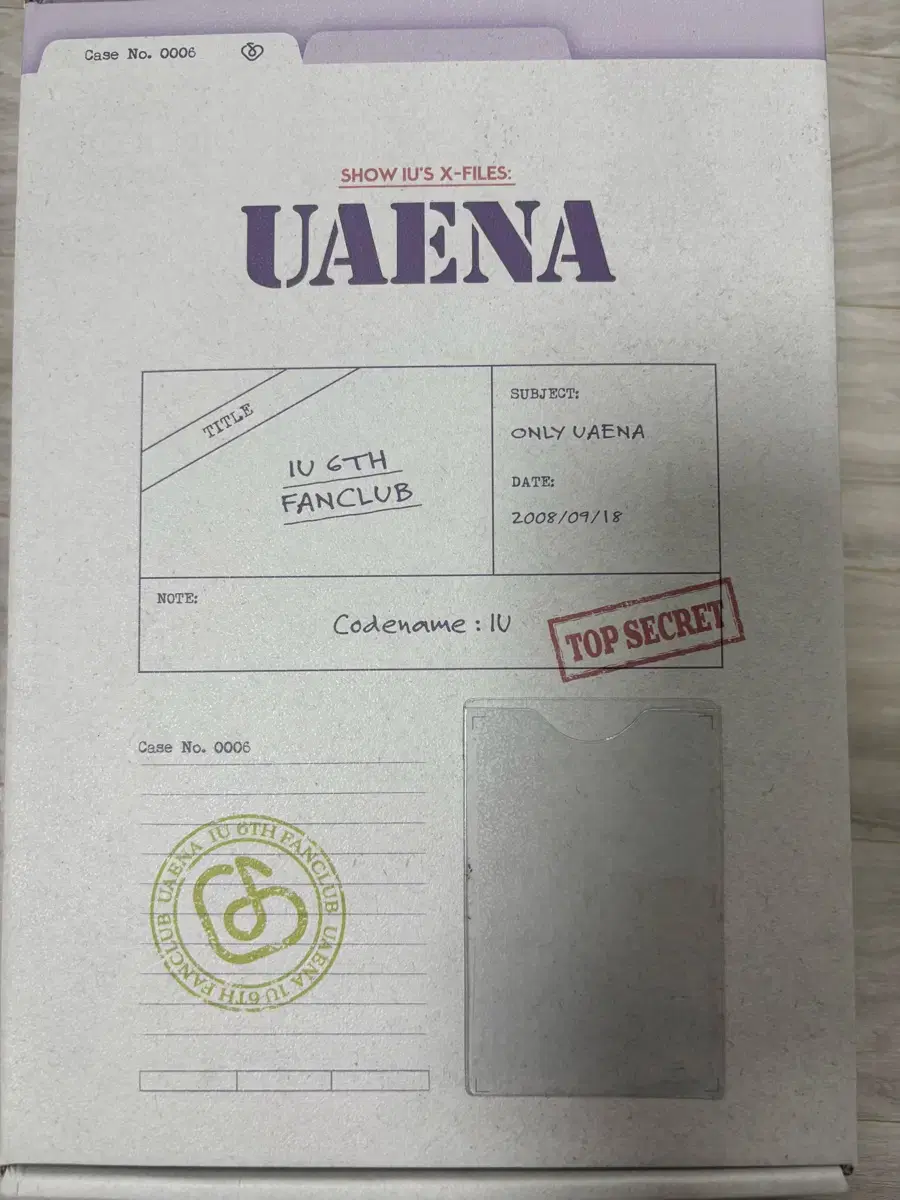 Case No. 0006
SHOW IU'S X-FILES:
UAENA
TITLE
IU 6TH
FANCLUB
SUBJECT:
ONLY UAENA
DATE:
2008/09/18
NOTE:
Codename : IU
TOP SECRET
Case No. 0006
UAENA IU 6TH FANCLUB UAENA IU 6TH FANCLUB